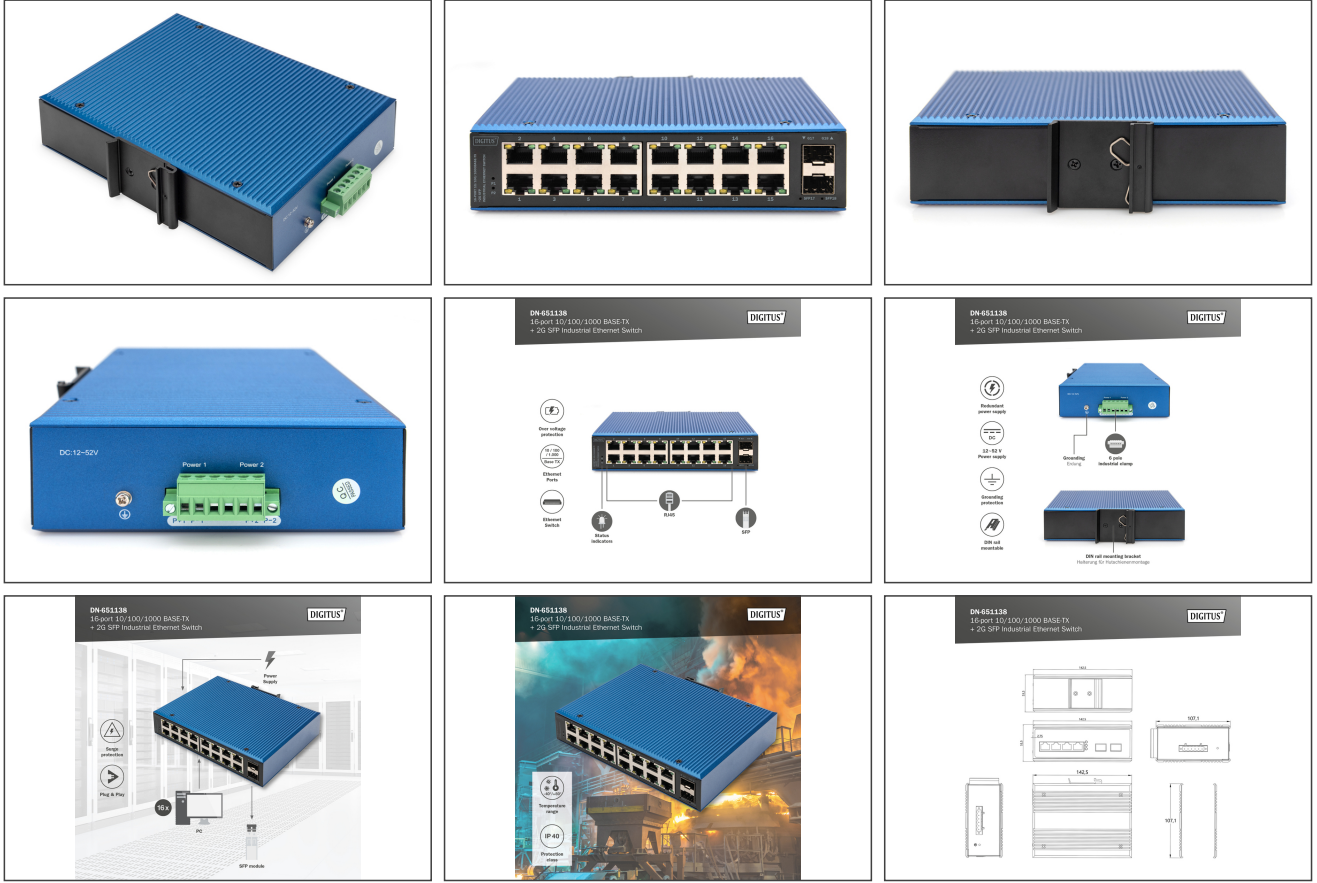 DIGITUS
2 4 6 8 10 12 14 16
1 3 5 7 9 11 13 15
DC:12~52V
Power 1 Power 2
QC
PASSED
DN-651138
16-port 10/100/1000 BASE-TX
+ 2G SFP Industrial Ethernet Switch
DIGITUS®
Over voltage
protection
10 / 100
/ 1.000
Base TX
Ethernet
Ports
Ethernet
Switch
Status
indicators
RJ45
SFP
DN-651138
16-port 10/100/1000 BASE-TX
+ 2G SFP Industrial Ethernet Switch
DIGITUS®
Redundant
power supply
DC
12~52 V
Power supply
Grounding
protection
DIN rail
mountable
Grounding
Erdung
6 pole
industrial clamp
DIN rail mounting bracket
Halterung für Hutschienenmontage
DN-651138
16-port 10/100/1000 BASE-TX
+ 2G SFP Industrial Ethernet Switch
DIGITUS®
Power
Supply
Surge
protection
Plug & Play
16 x
PC
SFP module
DN-651138
16-port 10/100/1000 BASE-TX
+ 2G SFP Industrial Ethernet Switch
DIGITUS®
Temperature
range
IP 40
Protection
class
DN-651138
16-port 10/100/1000 BASE-TX
+ 2G SFP Industrial Ethernet Switch
DIGITUS®
107,1
142,5
107,1